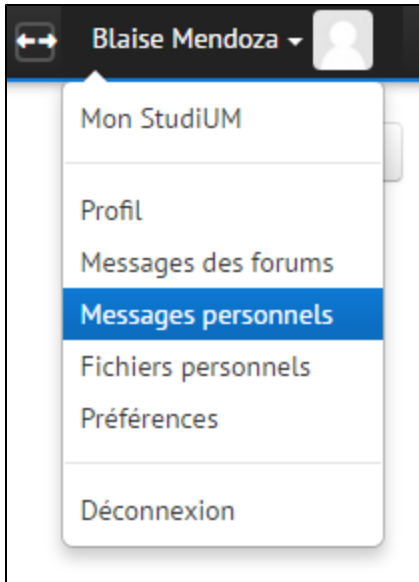 Blaise Mendoza
Mon StudiUM
Profil
Messages des forums
Messages personnels
Fichiers personnels
Préférences
Déconnexion